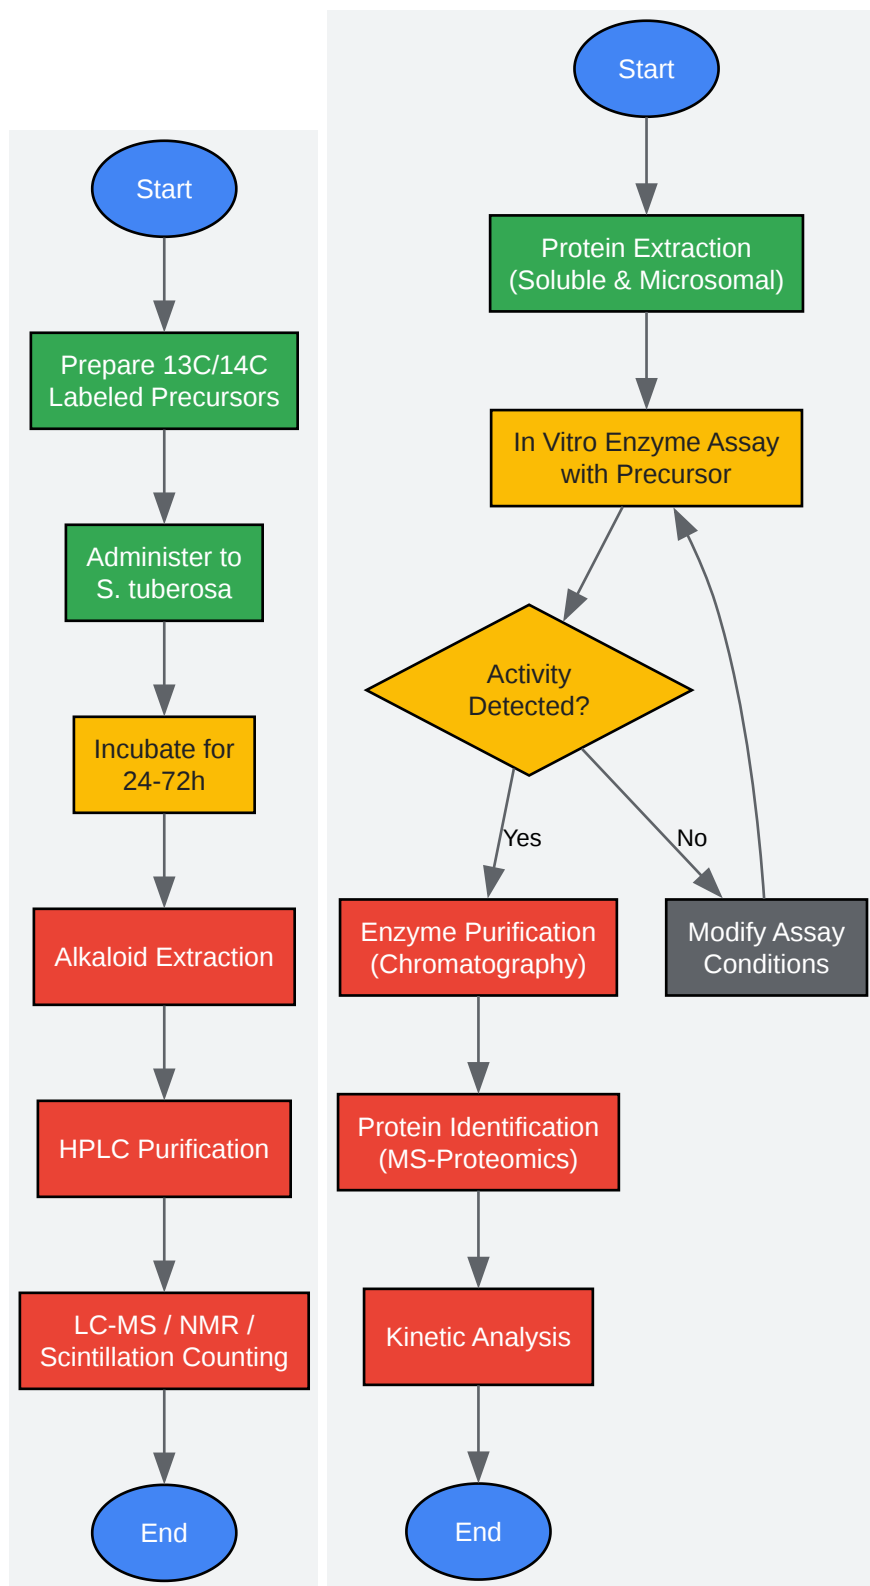 Start
Prepare 13C/14C
Labeled Precursors
Administer to
S. tuberosa
Incubate for
24-72h
Alkaloid Extraction
HPLC Purification
LC-MS / NMR /
Scintillation Counting
End
Start
Protein Extraction
(Soluble & Microsomal)
In Vitro Enzyme Assay
with Precursor
Activity
Detected?
Yes
No
Enzyme Purification
(Chromatography)
Modify Assay
Conditions
Protein Identification
(MS-Proteomics)
Kinetic Analysis
End